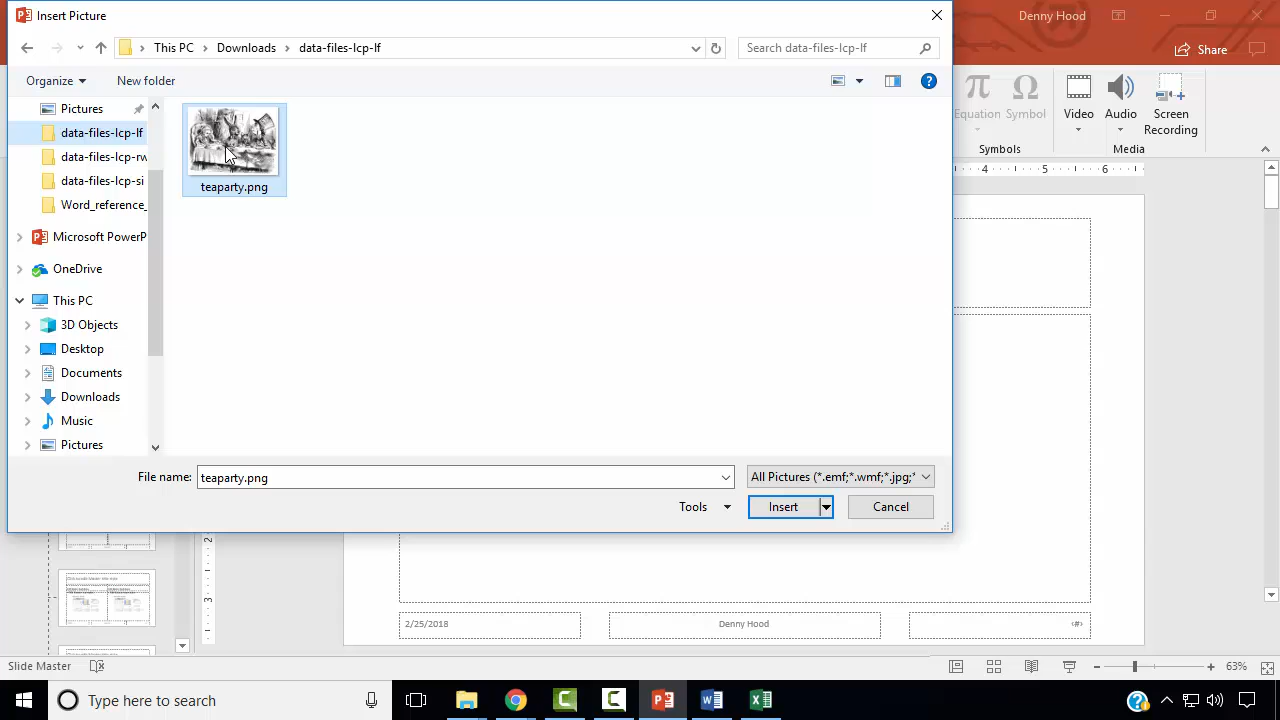 Insert Picture
Denny Hood
This PC
Downloads
data-files-lcp-lf
Search data-files-lcp-lf
Share
Organize
New folder
Pictures
data-files-lcp-lf
data-files-lcp-rw
data-files-lcp-si
Word_reference_
Microsoft PowerP
OneDrive
This PC
3D Objects
Desktop
Documents
Downloads
Music
Pictures
teaparty.png
Equation
Symbol
Video
Audio
Screen
Recording
Symbols
Media
4 5 6
File name:
teaparty.png
All Pictures (*.emf;*.wmf;*.jpg;*
Tools
Insert
Cancel
2
3
2/25/2018
Denny Hood
‹#›
Slide Master
63%
Type here to search